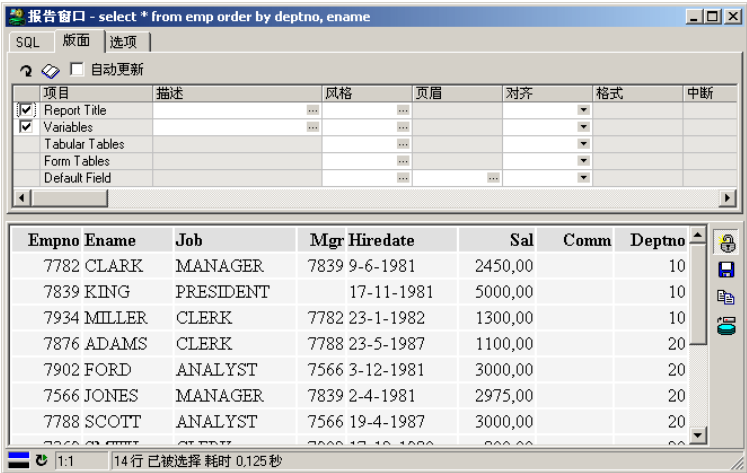 报告窗口 - select * from emp order by deptno, ename
SQL 版面 选项
自动更新
项目 描述 风格 页眉 对齐 格式 中断
Report Title
Variables
Tabular Tables
Form Tables
Default Field
Empno Ename Job Mgr Hiredate Sal Comm Deptno
7782 CLARK MANAGER 7839 9-6-1981 2450,00 10
7839 KING PRESIDENT 17-11-1981 5000,00 10
7934 MILLER CLERK 7782 23-1-1982 1300,00 10
7876 ADAMS CLERK 7788 23-5-1987 1100,00 20
7902 FORD ANALYST 7566 3-12-1981 3000,00 20
7566 JONES MANAGER 7839 2-4-1981 2975,00 20
7788 SCOTT ANALYST 7566 19-4-1987 3000,00 20
1:1 14行 已被选择 耗时 0,125秒